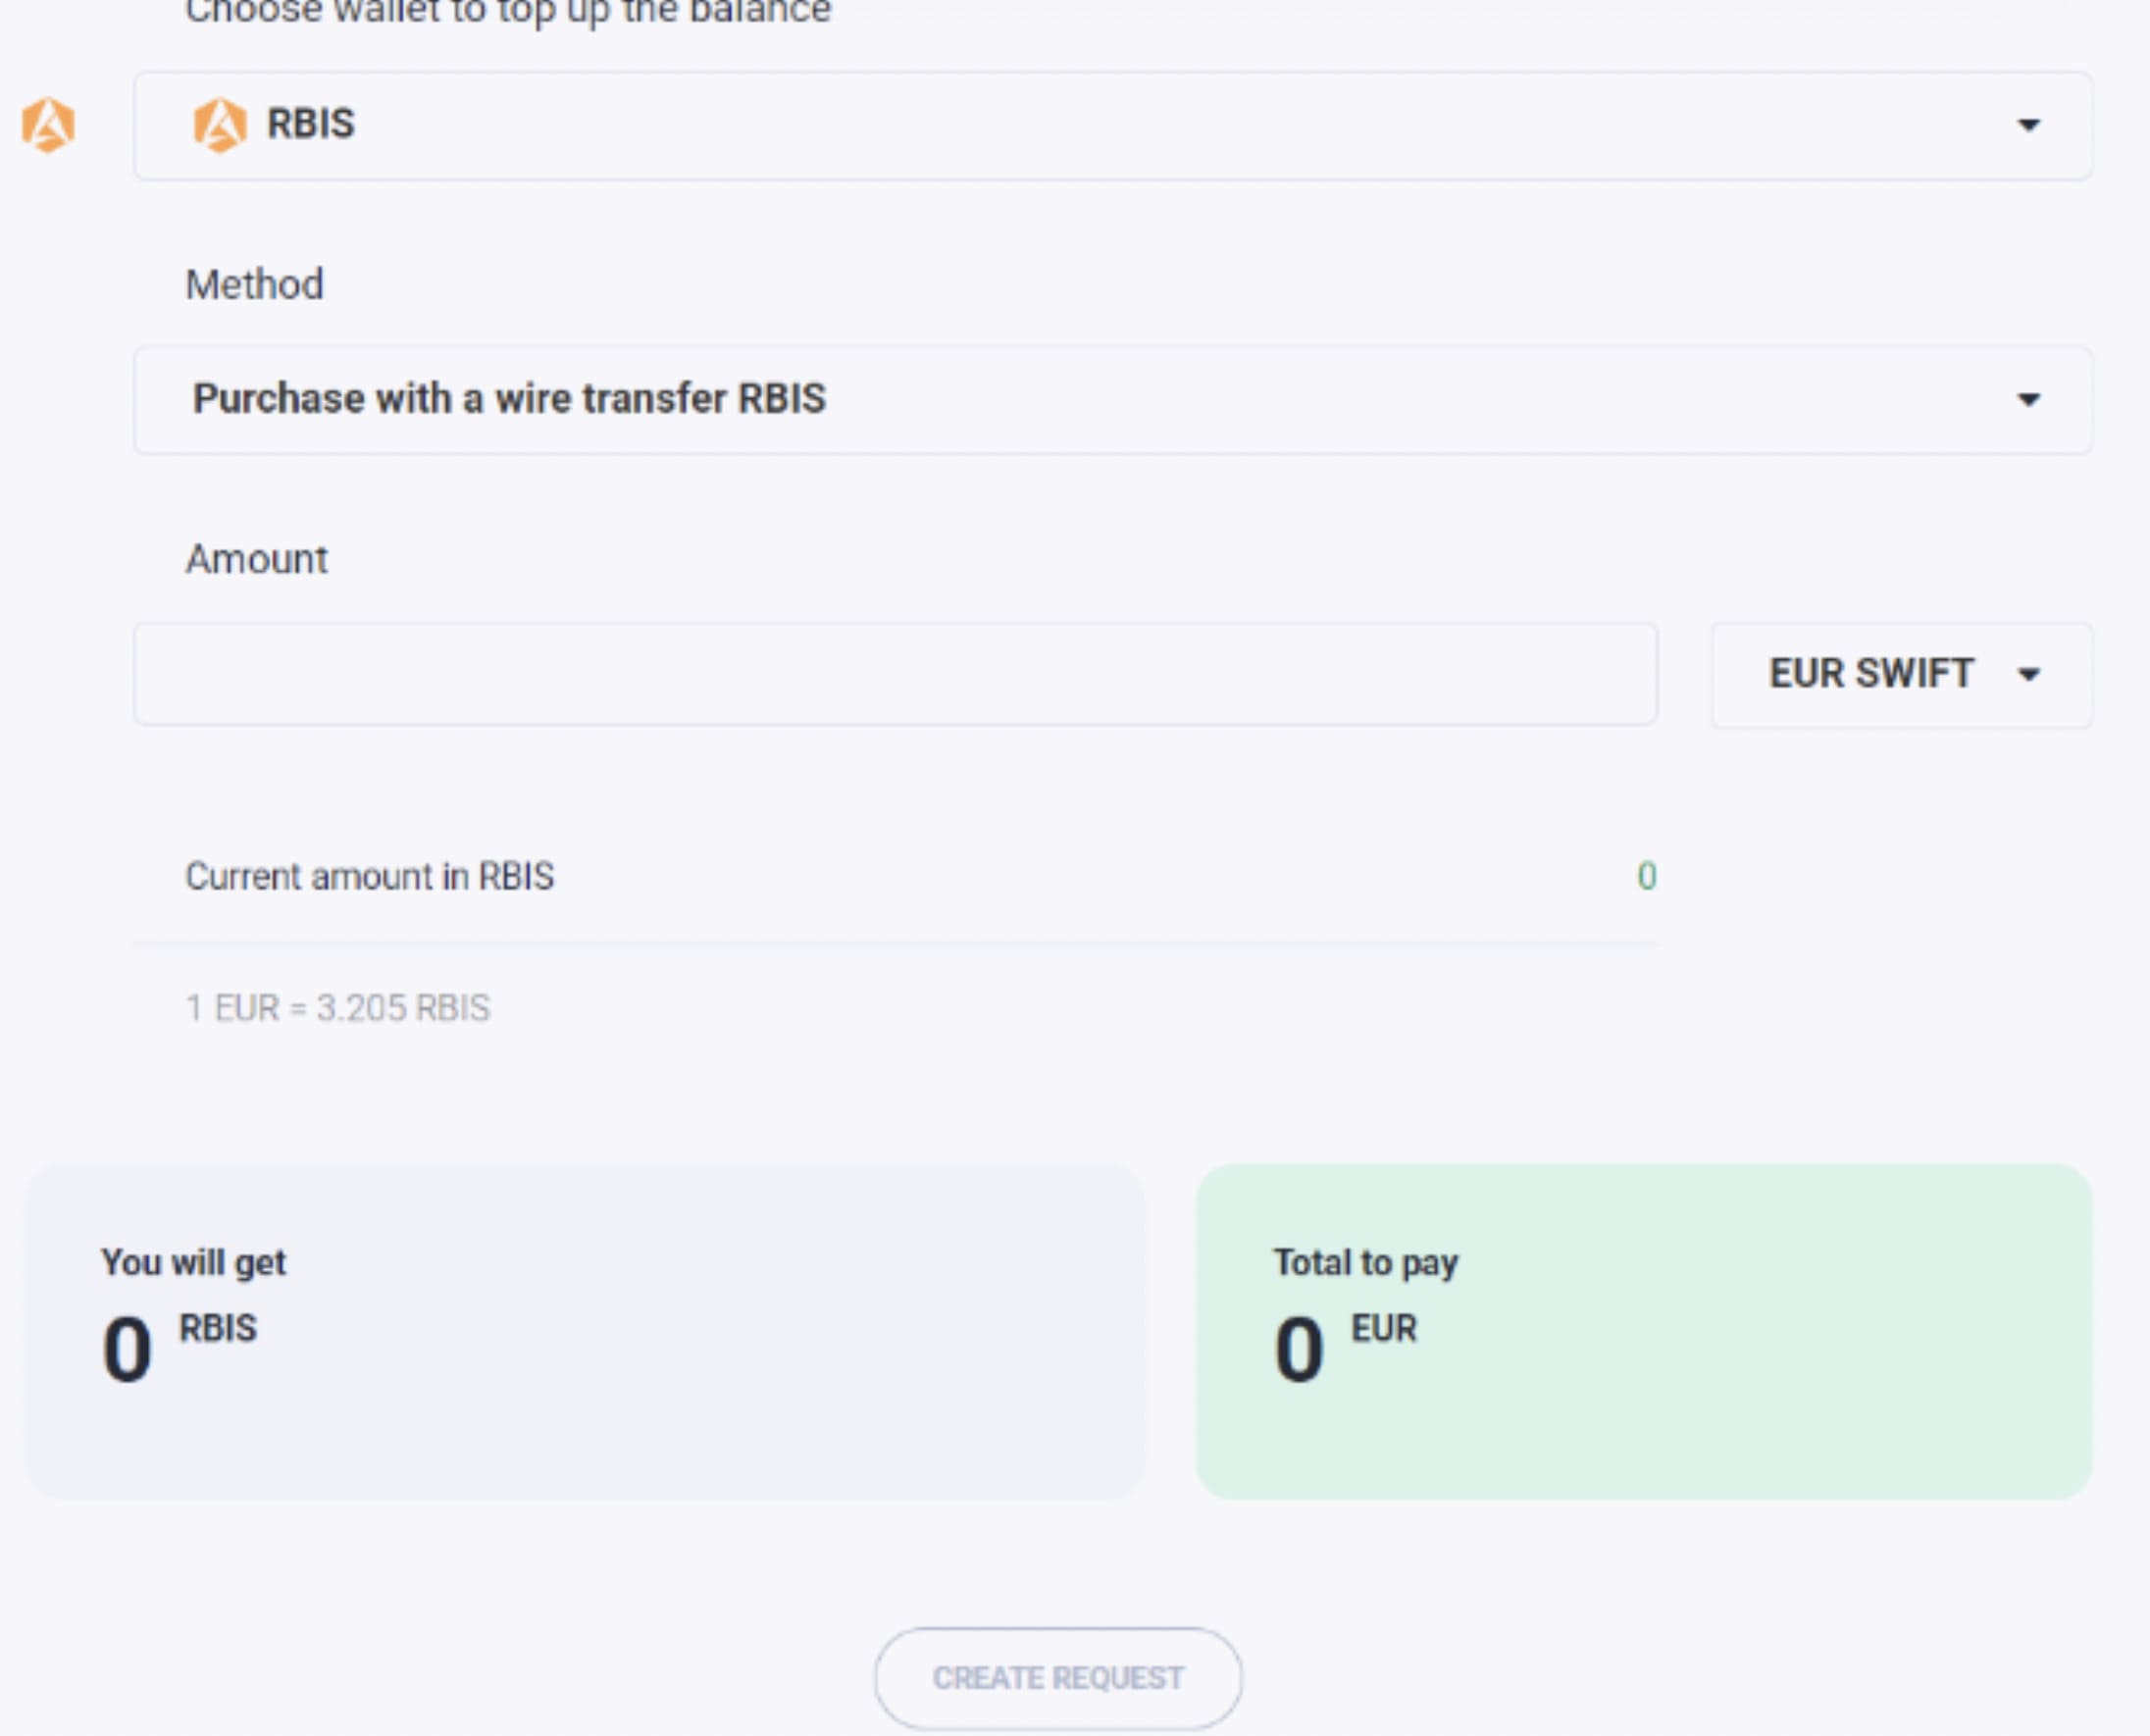 Choose wallet to top up the balance
RBIS
Method
Purchase with a wire transfer RBIS
Amount
EUR SWIFT
Current amount in RBIS 0
1 EUR = 3.205 RBIS
You will get
0 RBIS
Total to pay
0 EUR
CREATE REQUEST